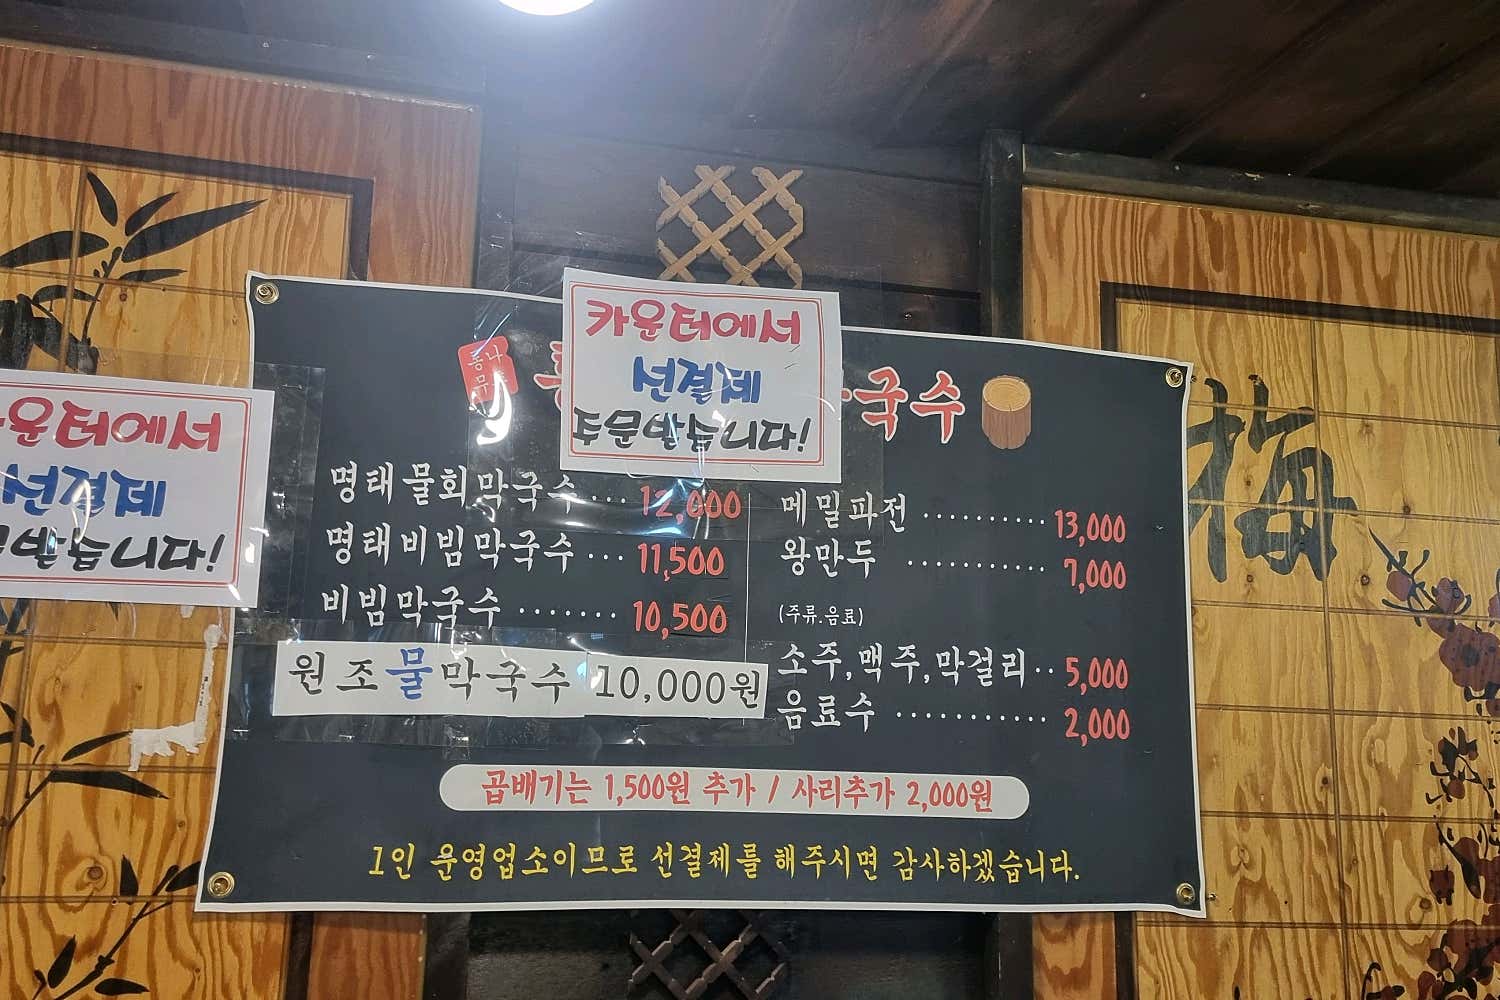 카운터에서
선결제
주문받습니다!
운터에서
선결제
받습니다!
통나무
국수
명태물회막국수 ... 12,000
명태비빔막국수 ... 11,500
비빔막국수 ....... 10,500
원조물막국수 10,000원
메밀파전 .......... 13,000
왕만두 ........... 7,000
(주류.음료)
소주,맥주,막걸리.. 5,000
음료수 ............ 2,000
곱배기는 1,500원 추가 / 사리추가 2,000원
1인 운영업소이므로 선결제를 해주시면 감사하겠습니다.
梅